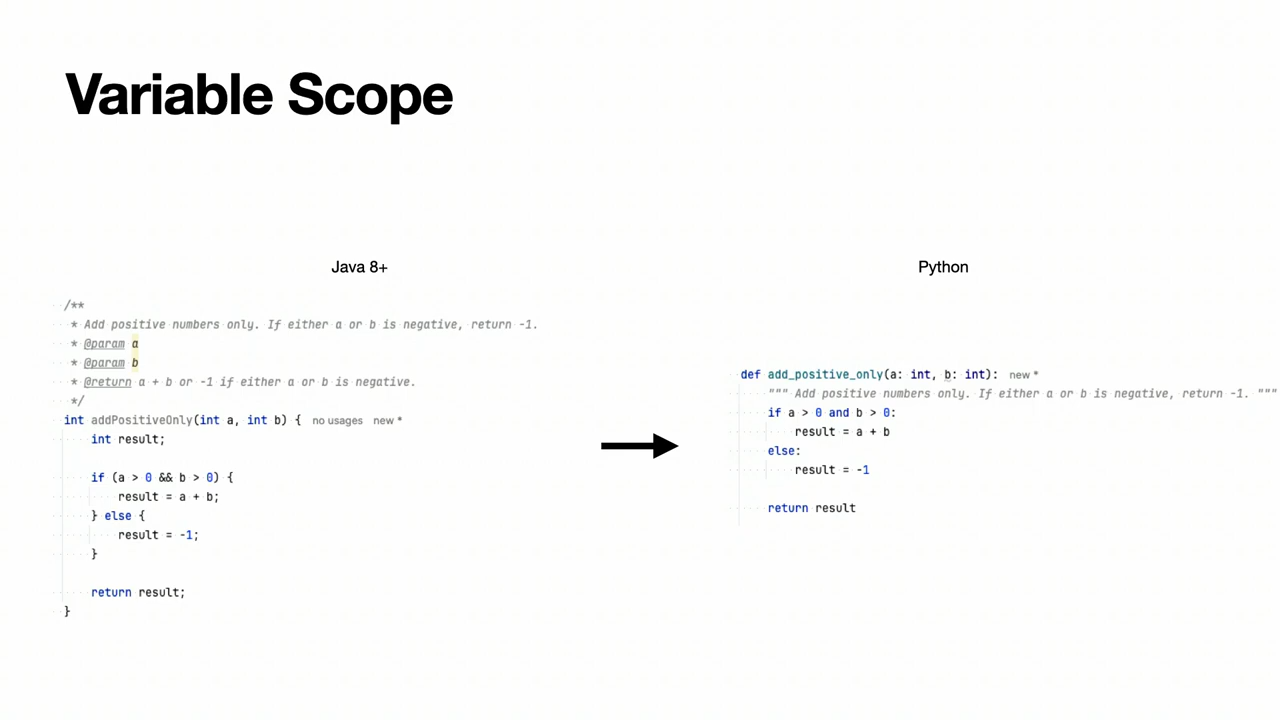 Variable Scope
Java 8+
/**
 * Add positive numbers only. If either a or b is negative, return -1.
 * @param a
 * @param b
 * @return a + b or -1 if either a or b is negative.
 */
int addPositiveOnly(int a, int b) { no usages new *
    int result;
    if (a > 0 && b > 0) {
        result = a + b;
    } else {
        result = -1;
    }
    return result;
}
Python
def add_positive_only(a: int, b: int): new *
    """ Add positive numbers only. If either a or b is negative, return -1. """
    if a > 0 and b > 0:
        result = a + b
    else:
        result = -1
    return result